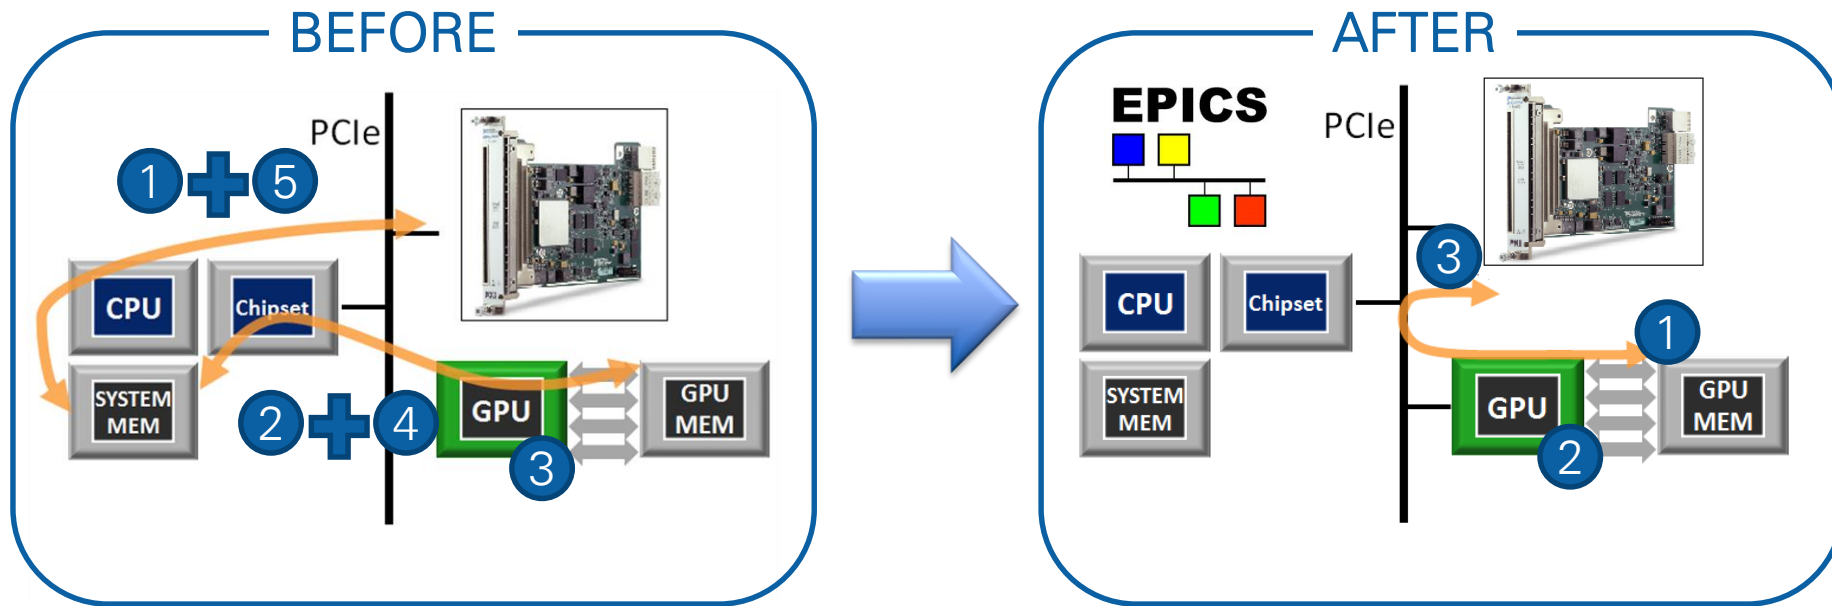 BEFORE
PCIe
1 + 5
CPU
Chipset
SYSTEM
MEM
2 + 4
GPU
3
GPU
MEM
AFTER
EPICS
PCIe
3
CPU
Chipset
1
SYSTEM
MEM
GPU
2
GPU
MEM